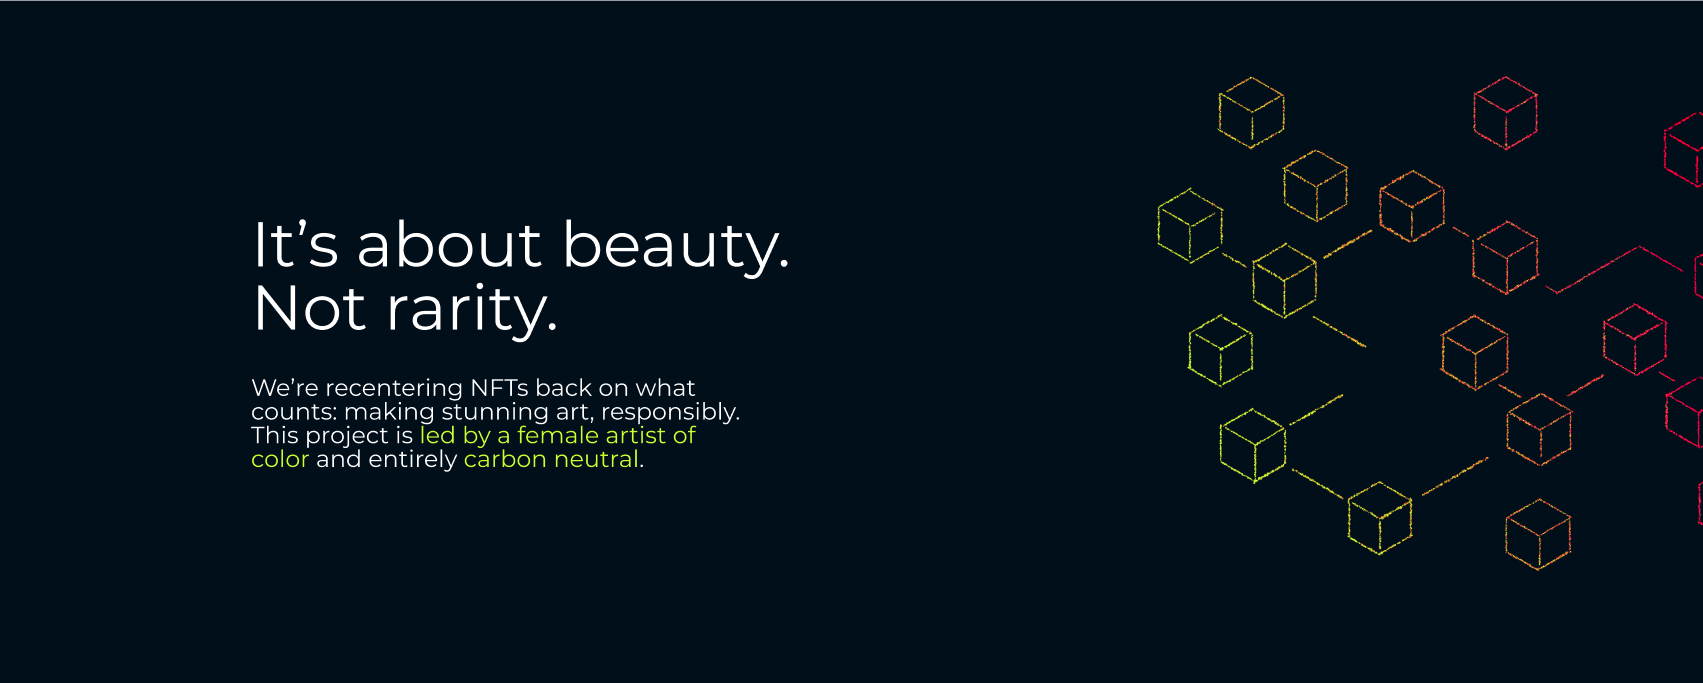 It’s about beauty.
Not rarity.
We’re recentering NFTs back on what
counts: making stunning art, responsibly.
This project is led by a female artist of
color and entirely carbon neutral.